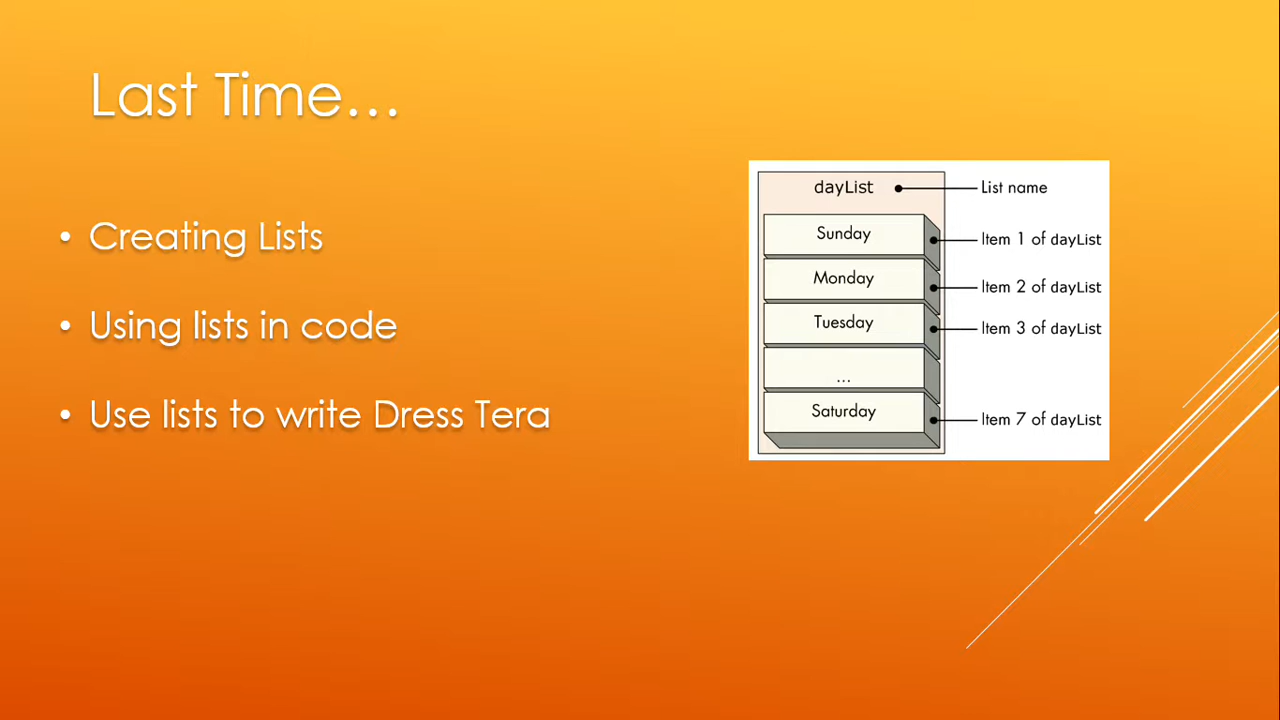 Last Time...
• Creating Lists
• Using lists in code
• Use lists to write Dress Tera
dayList
List name
Sunday
Item 1 of dayList
Monday
Item 2 of dayList
Tuesday
Item 3 of dayList
...
Saturday
Item 7 of dayList